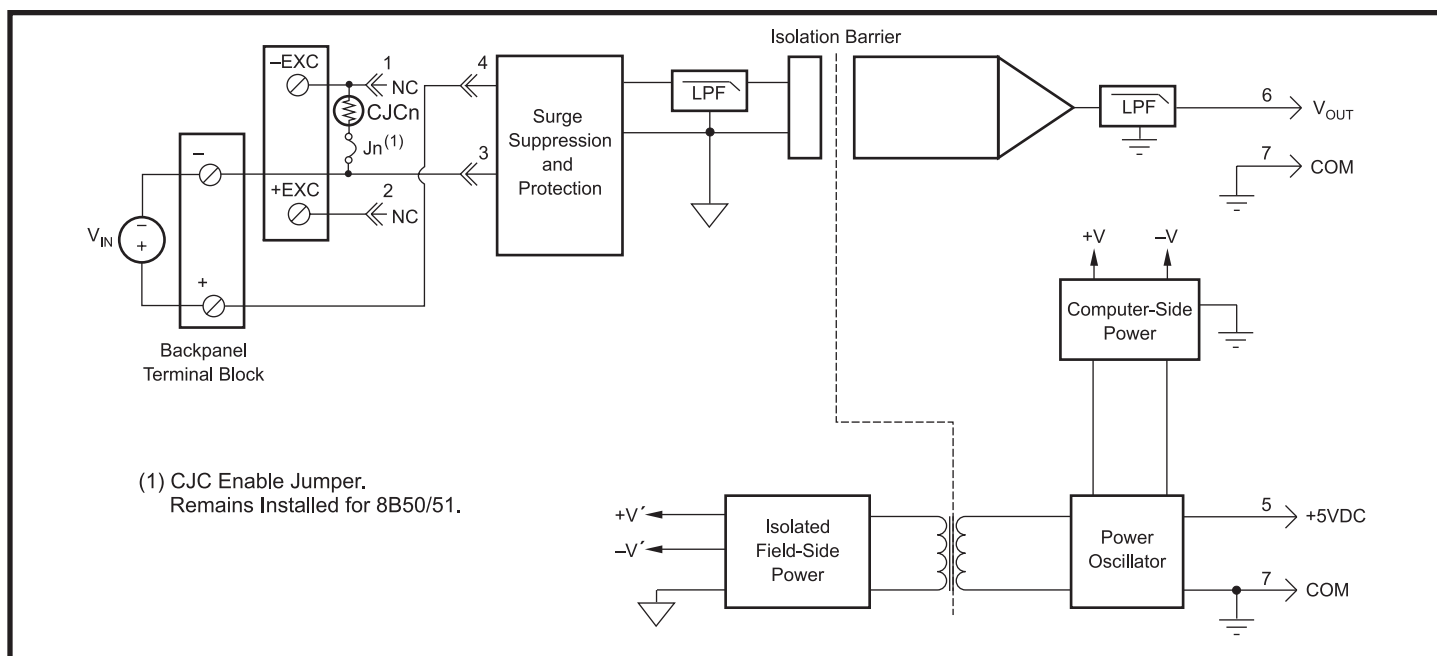 Isolation Barrier
–EXC
1
NC
CJCn
Jn(1)
4
3
+EXC
2
NC
–
+
VIN
–
+
Backpanel
Terminal Block
Surge
Suppression
and
Protection
LPF
LPF
6
VOUT
7
COM
+V
–V
Computer-Side
Power
(1) CJC Enable Jumper.
Remains Installed for 8B50/51.
+V´
–V´
Isolated
Field-Side
Power
Power
Oscillator
5
+5VDC
7
COM